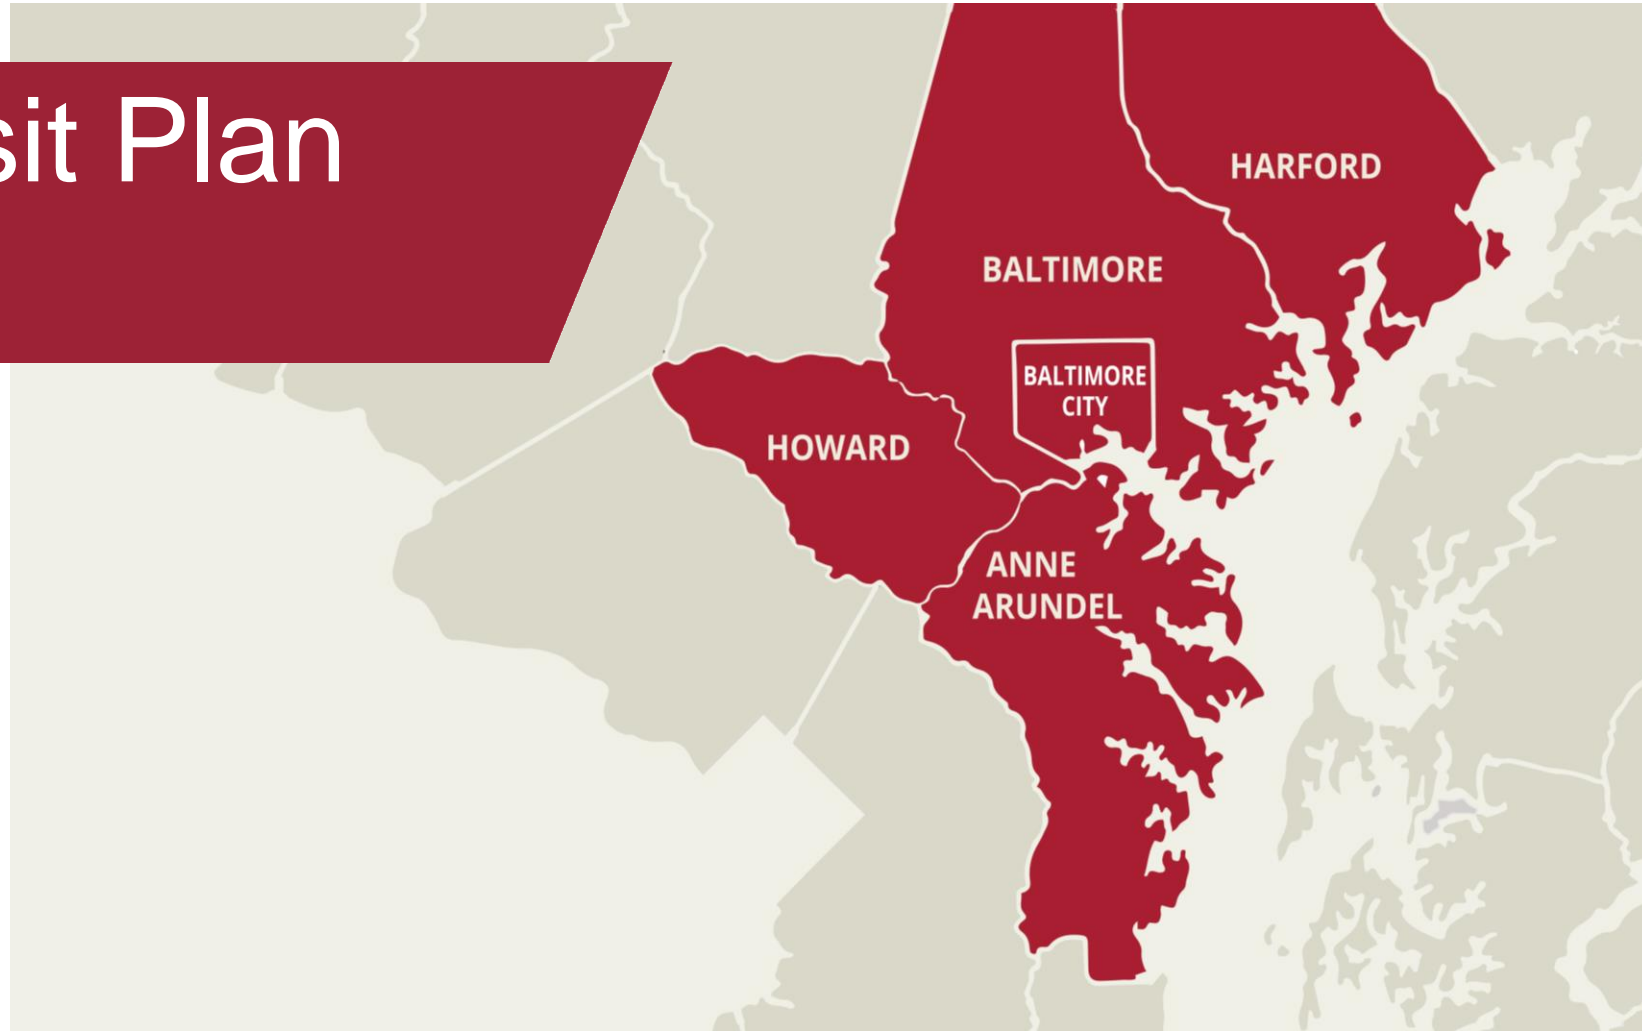 sit Plan
HARFORD
BALTIMORE
BALTIMORE
CITY
HOWARD
ANNE
ARUNDEL